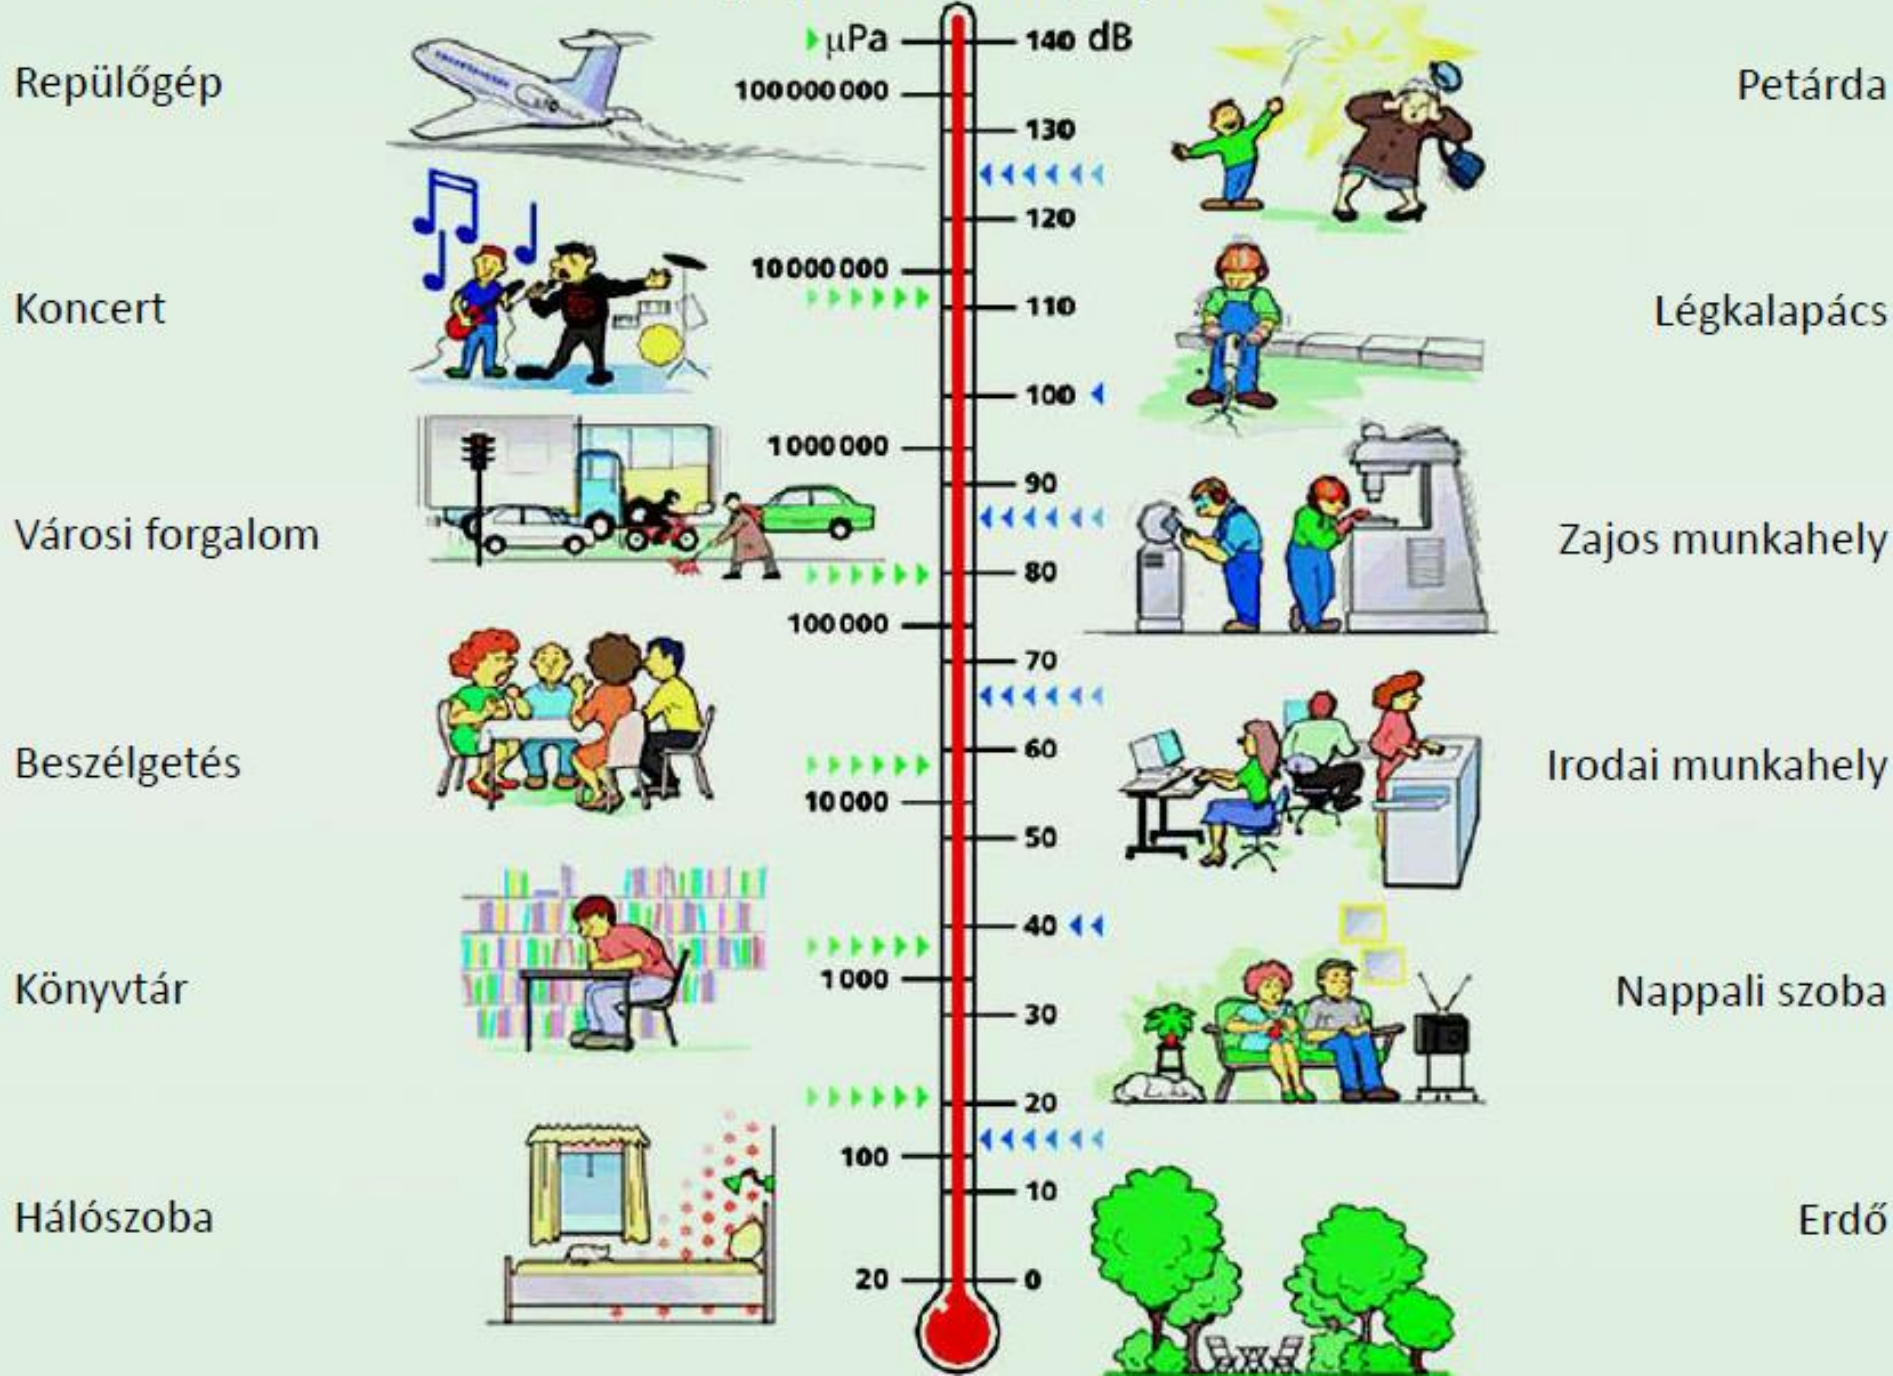 μPa
140 dB
Repülőgép
Petárda
100000000
130
120
10000000
Koncert
110
Légkalapács
100
1000000
90
Városi forgalom
Zajos munkahely
80
100000
70
60
Beszélgetés
Irodai munkahely
10000
50
40
1000
Könyvtár
Nappali szoba
30
20
100
10
Hálószoba
Erdő
20
0